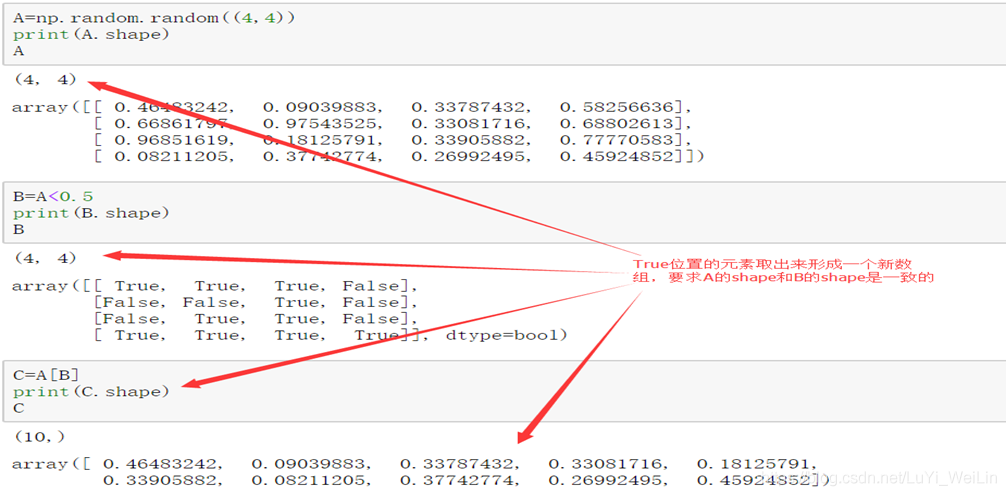 A=np.random.random((4,4))
print(A.shape)
A
(4, 4)
array([[ 0.46483242, 0.09039883, 0.33787432, 0.58256636],
[ 0.66861797, 0.97543525, 0.33081716, 0.68802613],
[ 0.96851619, 0.18125791, 0.33905882, 0.77770583],
[ 0.08211205, 0.37742774, 0.26992495, 0.45924852]])
B=A<0.5
print(B.shape)
B
(4, 4)
True位置的元素取出来形成一个新数
组，要求A的shape和B的shape是一致的
array([[ True, True, True, False],
[False, False, True, False],
[False, True, True, False],
[ True, True, True, True]], dtype=bool)
C=A[B]
print(C.shape)
C
(10,)
array([ 0.46483242, 0.09039883, 0.33787432, 0.33081716, 0.18125791,
0.33905882, 0.08211205, 0.37742774, 0.26992495, 0.45924852])
blog.csdn.net/LuYi_WeiLin